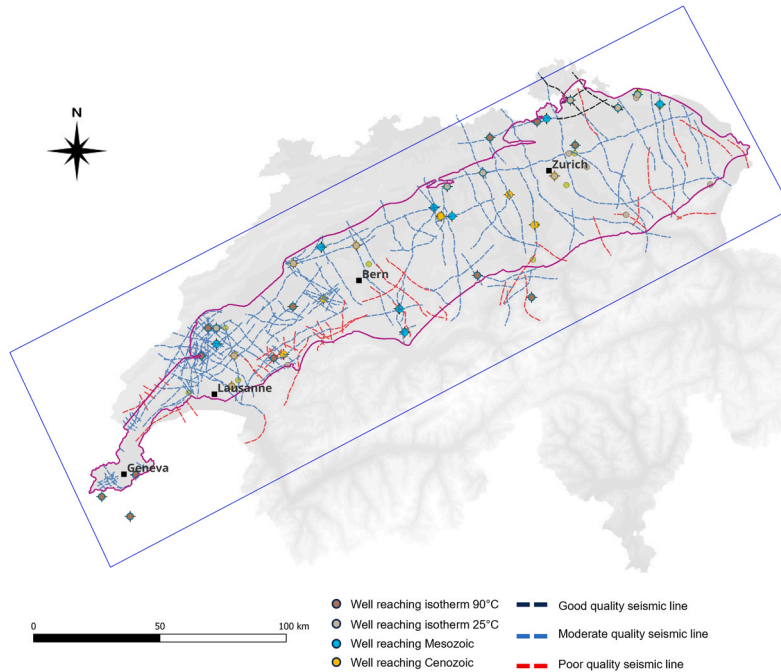 N
Zurich
Bern
Lausanne
Geneva
0 50 100 km
Well reaching isotherm 90°C
Well reaching isotherm 25°C
Well reaching Mesozoic
Well reaching Cenozoic
Good quality seismic line
Moderate quality seismic line
Poor quality seismic line